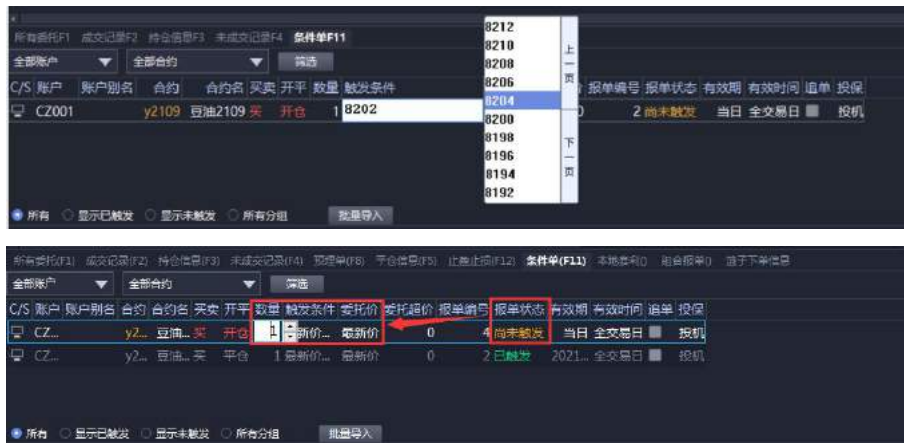 所有委托F1 成交记录F2 持仓信息F3 未成交记录F4 条件单F11
全部账户 全部合约 筛选
C/S 账户 账户别名 合约 合约名 买卖 开平 数量 触发条件 报单编号 报单状态 有效期 有效时间 追单 投保
CZ001 y2109 豆油2109 买 开仓 1 8202 2 尚未触发 当日 全交易日 投机
8212
8210
8208
8206
8204
8200
8198
8196
8194
8192
上一页
下一页
所有 显示已触发 显示未触发 所有分组 批量导入
所有委托(F1) 成交记录(F2) 持仓信息(F3) 未成交记录(F4) 预埋单(F8) 平仓信息(F5) 止盈止损(F12) 条件单(F11) 本地套利() 组合报单()
全部账户 全部合约 筛选
C/S 账户 账户别名 合约 合约名 买卖 开平 数量 触发条件 委托价 委托超价 报单编号 报单状态 有效期 有效时间 追单 投保
CZ... y2... 豆油... 买 开仓 1 新价... 最新价 0 4 尚未触发 当日 全交易日 投机
CZ... y2... 豆油... 买 平仓 1 最新价... 最新价 0 2 已触发 2021... 全交易日 投机
所有 显示已触发 显示未触发 所有分组 批量导入